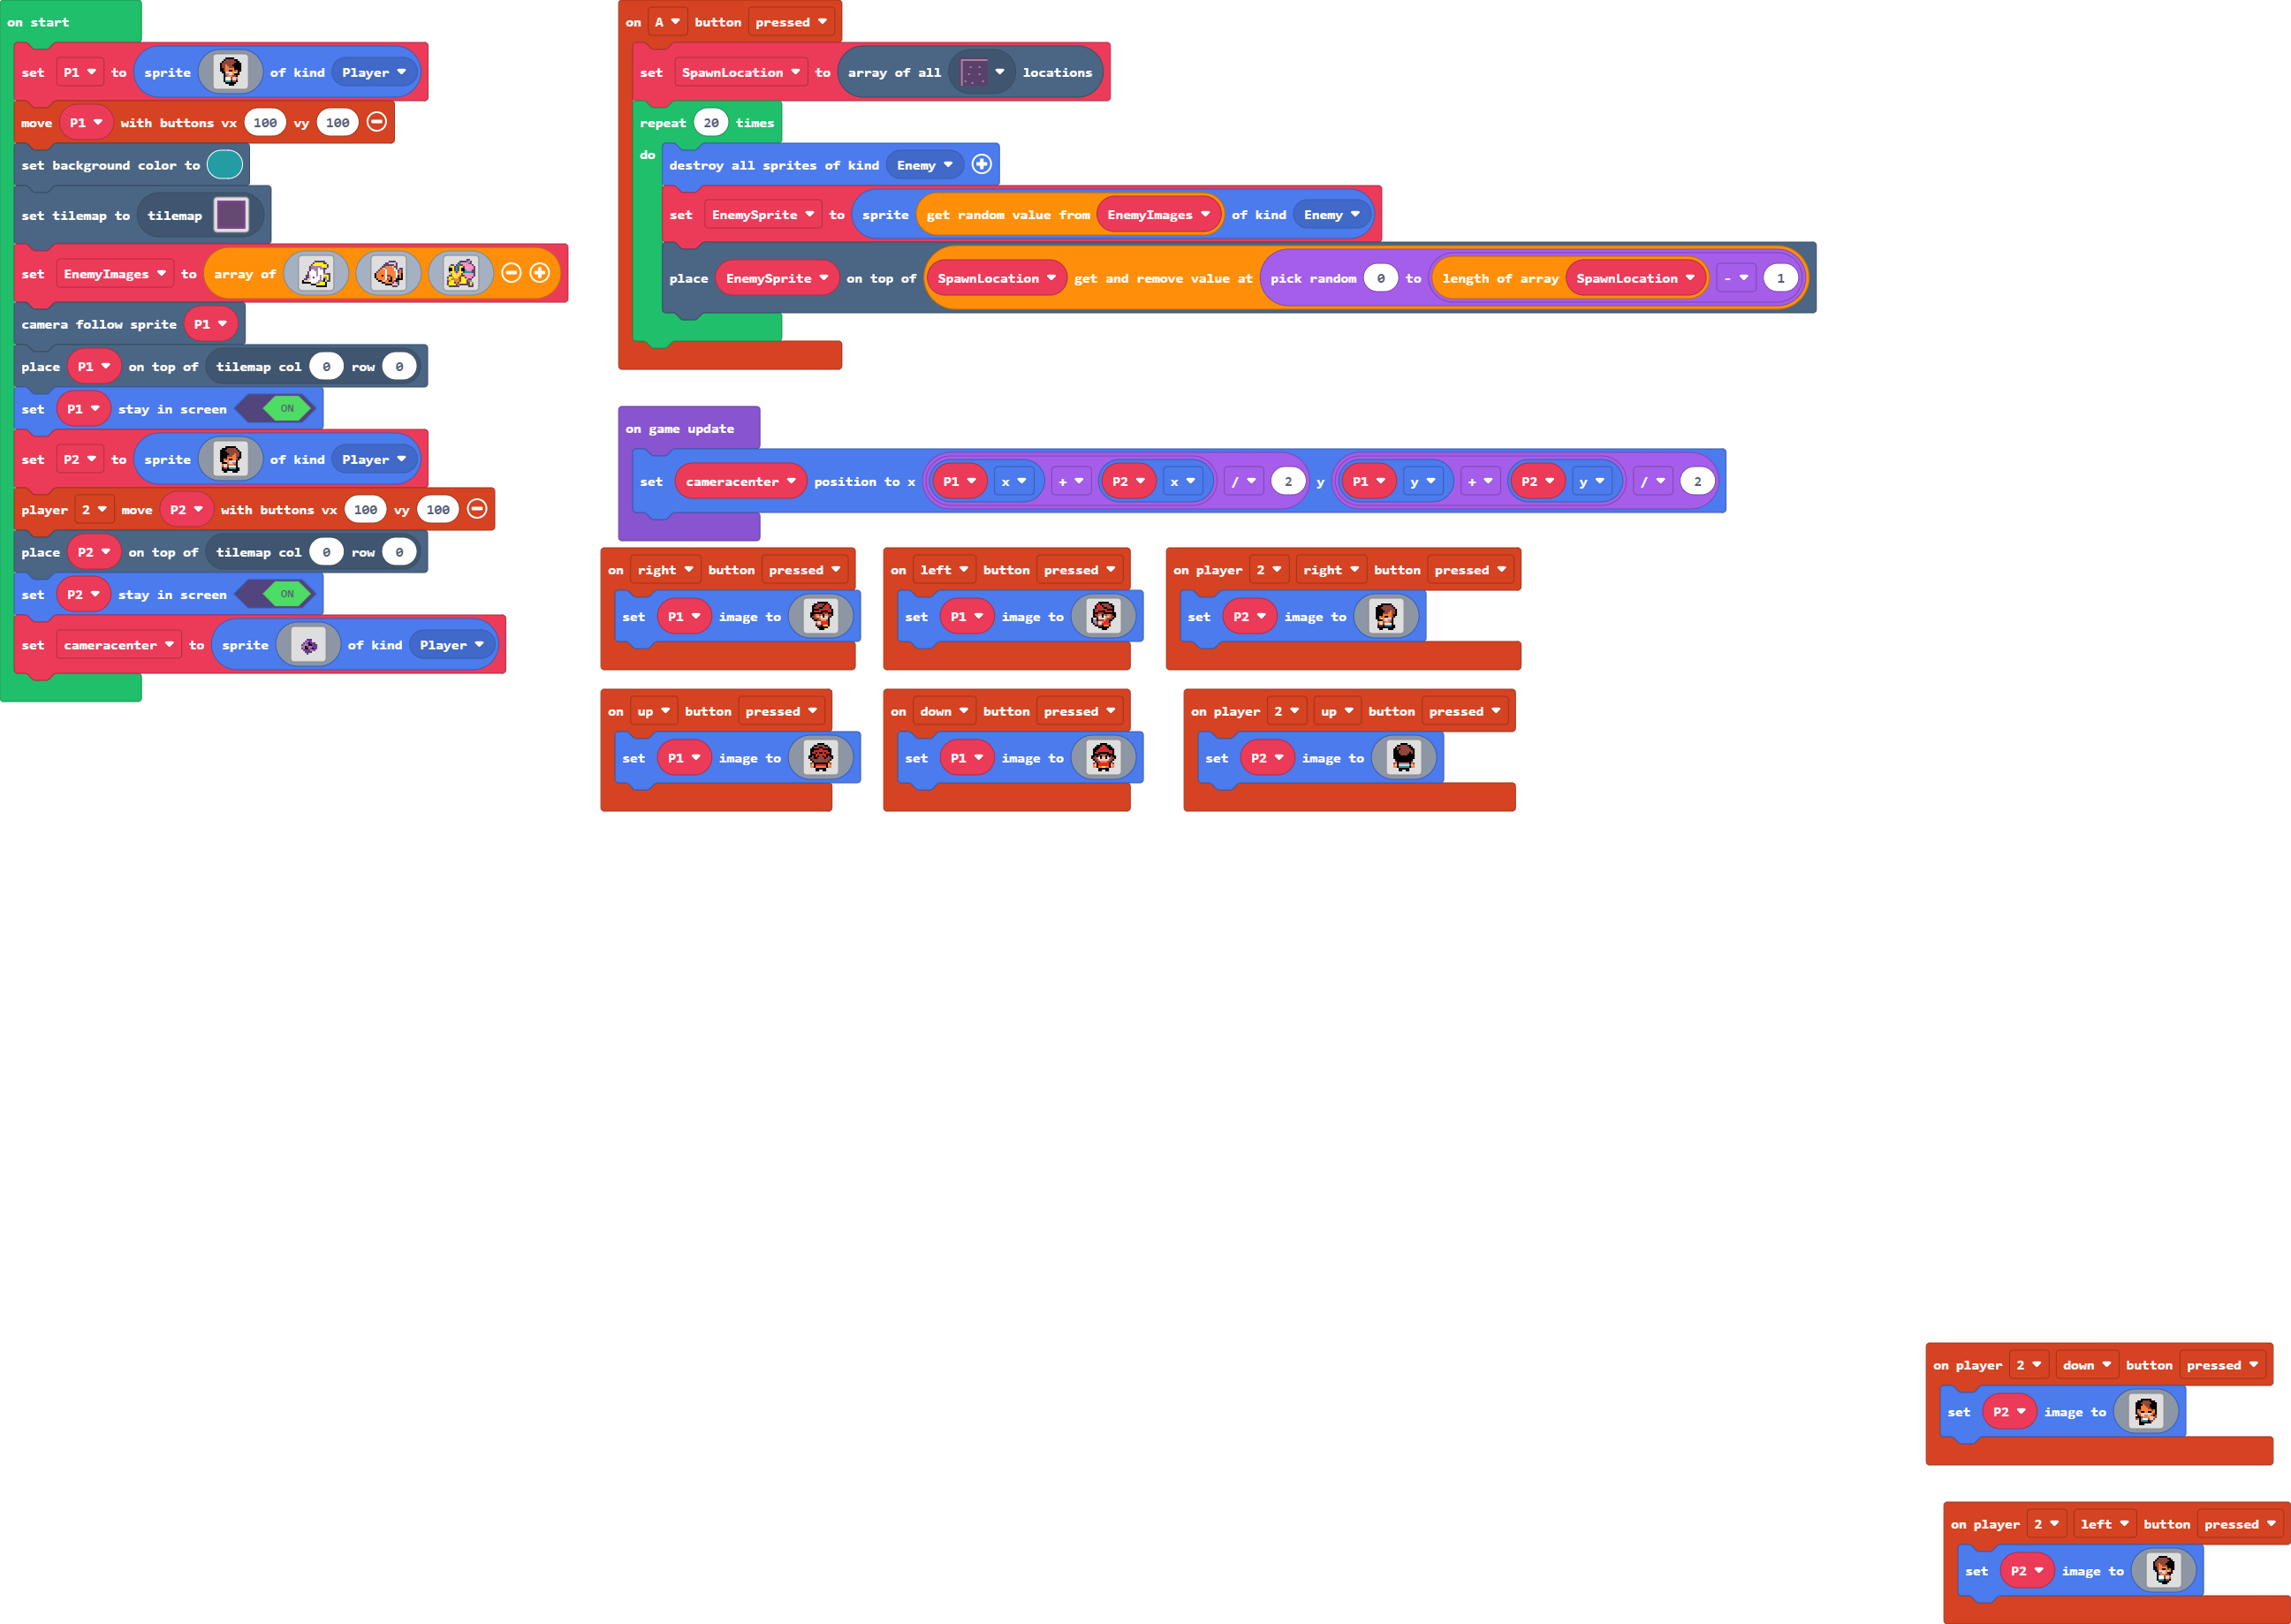 on start
set P1 to sprite of kind Player
move P1 with buttons vx 100 vy 100
set background color to
set tilemap to tilemap
set EnemyImages to array of
camera follow sprite P1
place P1 on top of tilemap col 0 row 0
set P1 stay in screen ON
set P2 to sprite of kind Player
player 2 move P2 with buttons vx 100 vy 100
place P2 on top of tilemap col 0 row 0
set P2 stay in screen ON
set cameracenter to sprite of kind Player
on A button pressed
set SpawnLocation to array of all locations
repeat 20 times
do
destroy all sprites of kind Enemy
set EnemySprite to sprite get random value from EnemyImages of kind Enemy
place EnemySprite on top of SpawnLocation get and remove value at pick random 0 to length of array SpawnLocation - 1
on game update
set cameracenter position to x P1 x + P2 x / 2 y P1 y + P2 y / 2
on right button pressed
set P1 image to
on left button pressed
set P1 image to
on player 2 right button pressed
set P2 image to
on up button pressed
set P1 image to
on down button pressed
set P1 image to
on player 2 up button pressed
set P2 image to
on player 2 down button pressed
set P2 image to
on player 2 left button pressed
set P2 image to